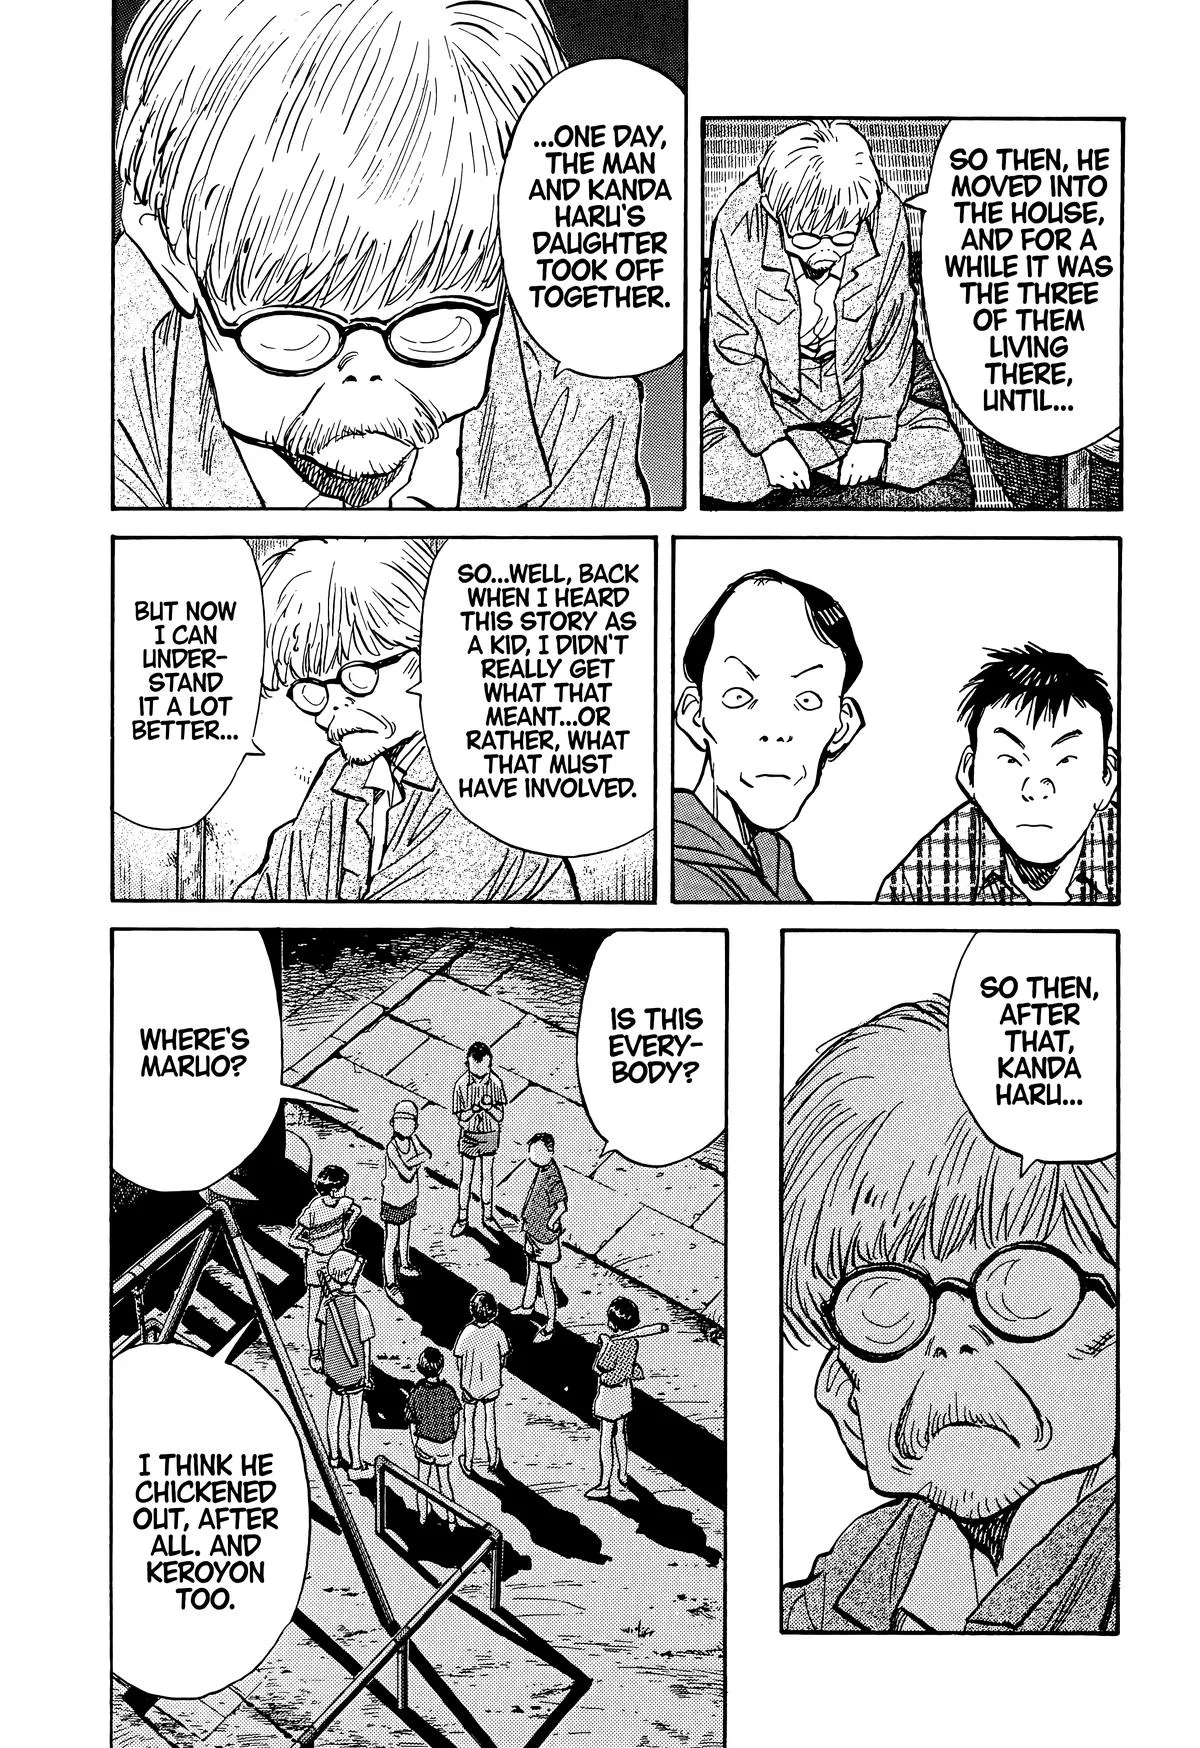 SO THEN, HE
MOVED INTO
THE HOUSE,
AND FOR A
WHILE IT WAS
THE THREE
OF THEM
LIVING
THERE,
UNTIL...
...ONE DAY,
THE MAN
AND KANDA
HARU'S
DAUGHTER
TOOK OFF
TOGETHER.
SO...WELL, BACK
WHEN I HEARD
THIS STORY AS
A KID, I DIDN'T
REALLY GET
WHAT THAT
MEANT...OR
RATHER, WHAT
THAT MUST
HAVE INVOLVED.
BUT NOW
I CAN
UNDER-
STAND
IT A LOT
BETTER...
SO THEN,
AFTER
THAT,
KANDA
HARU...
IS THIS
EVERY-
BODY?
WHERE'S
MARUO?
I THINK HE
CHICKENED
OUT, AFTER
ALL. AND
KEROYON
TOO.